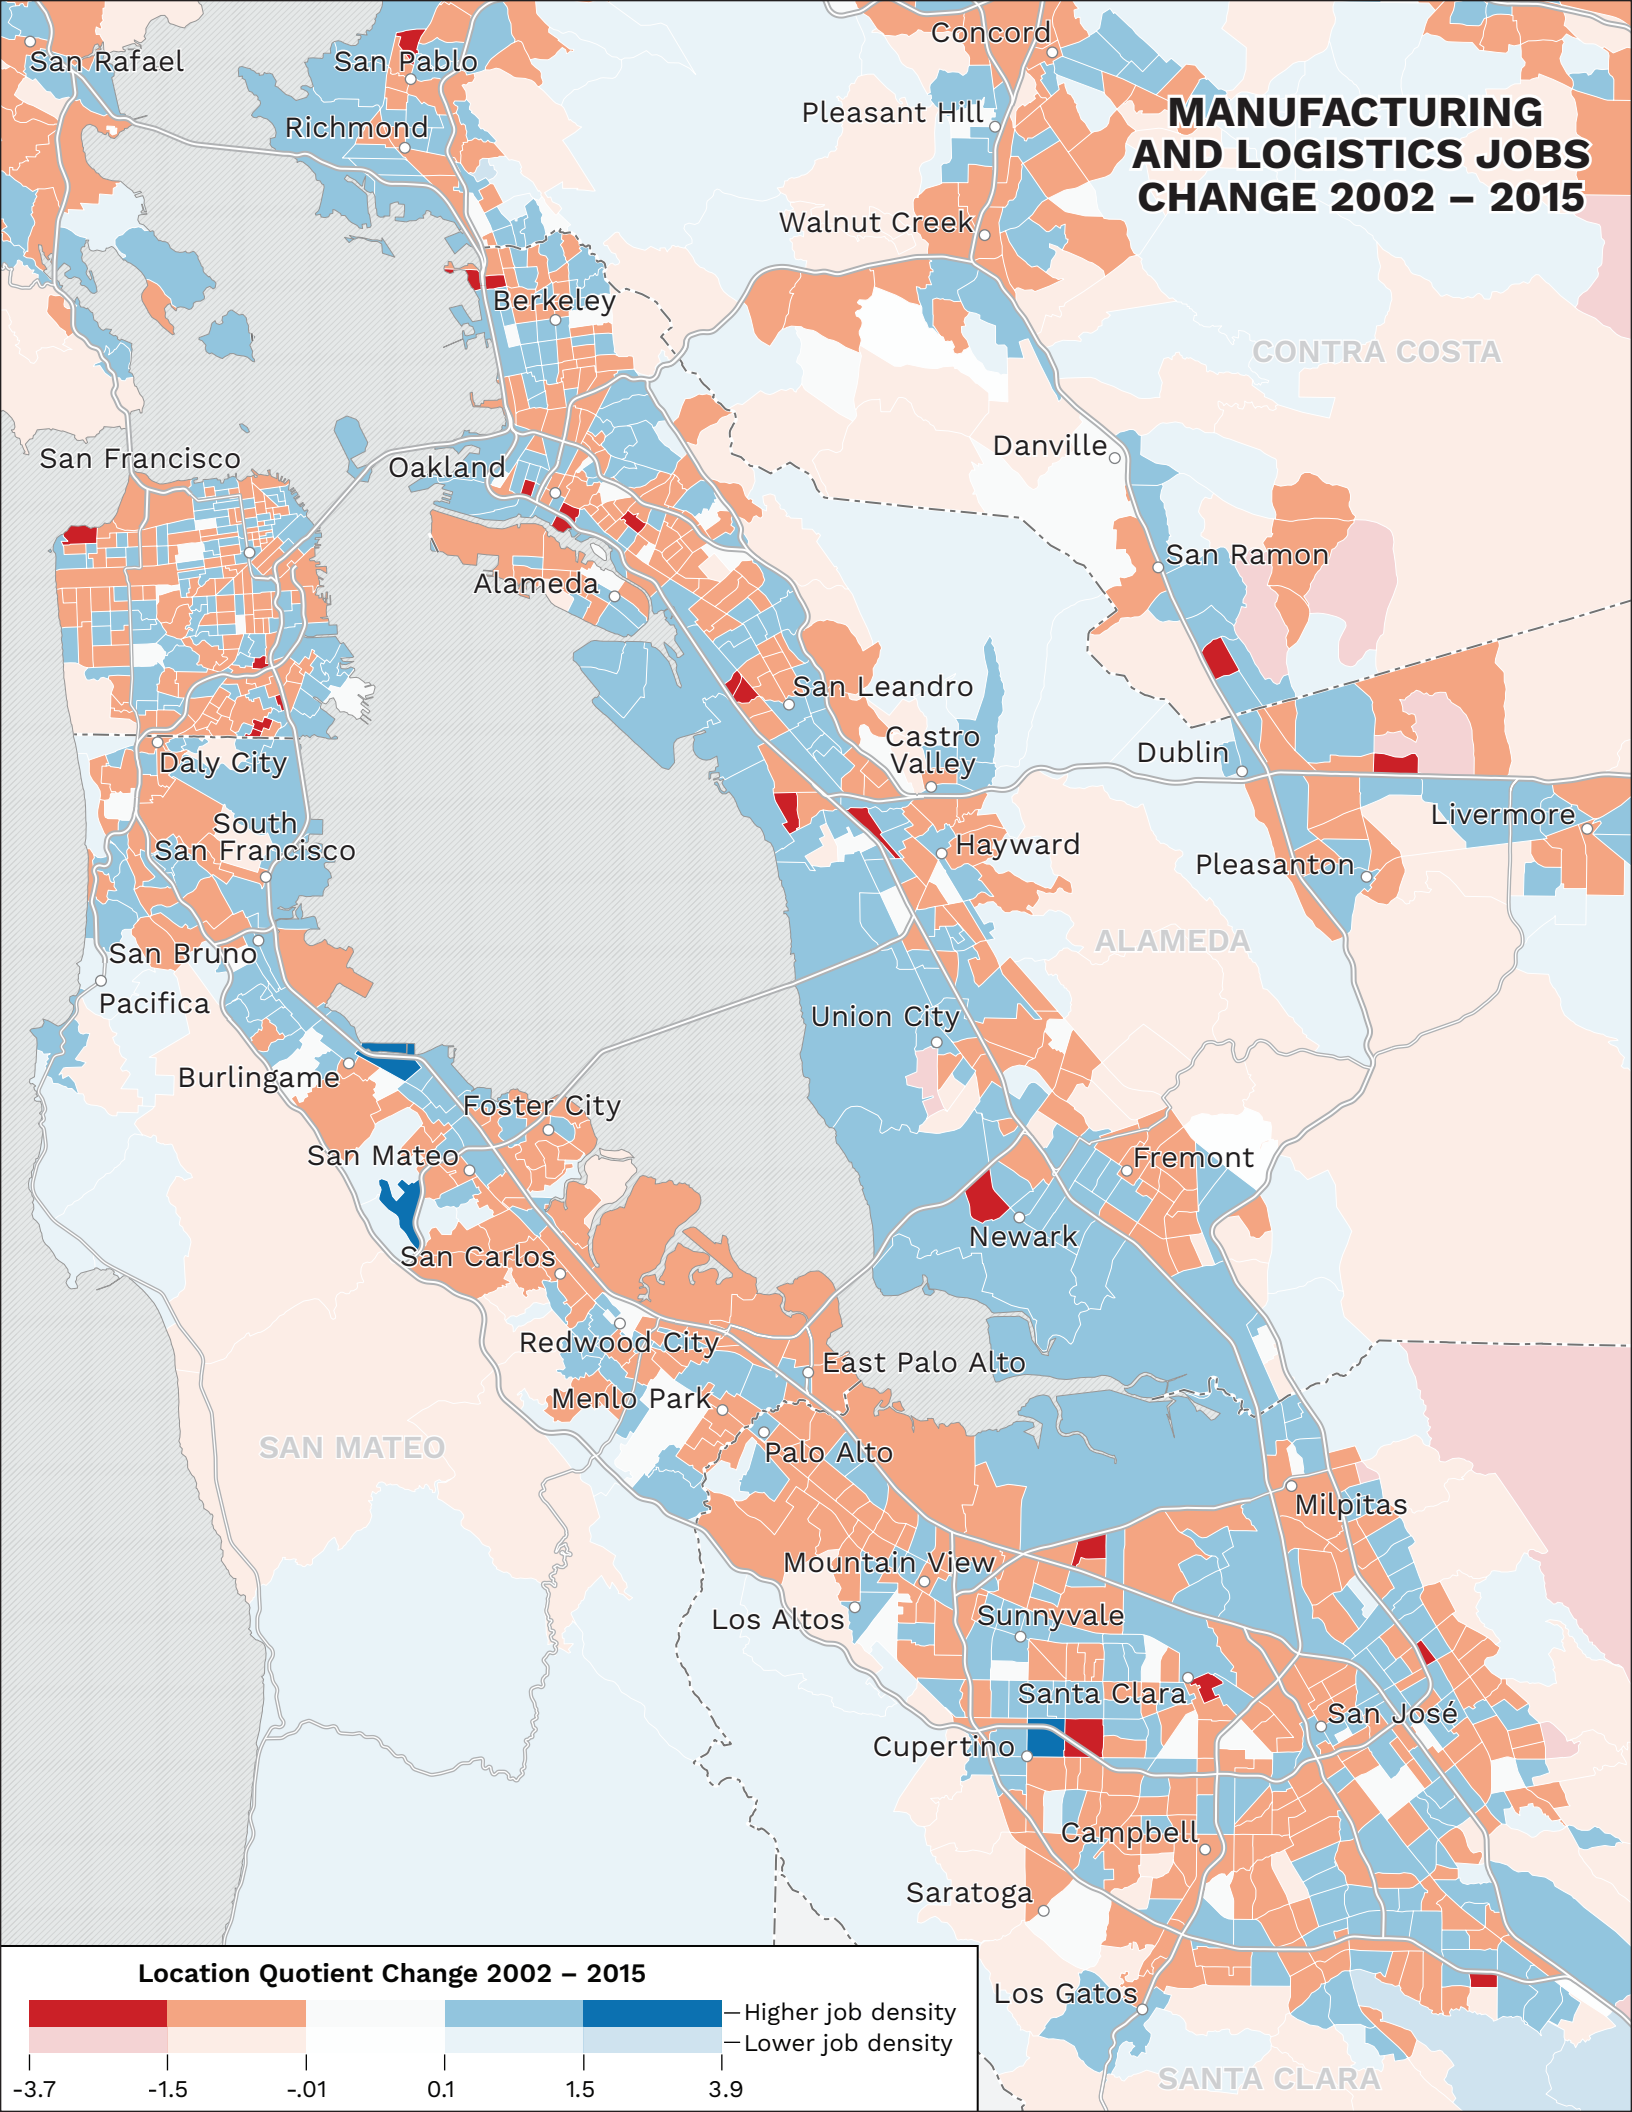 San Rafael
San Pablo
Concord
Richmond
Pleasant Hill
MANUFACTURING
AND LOGISTICS JOBS
CHANGE 2002 – 2015
Walnut Creek
Berkeley
CONTRA COSTA
San Francisco
Oakland
Danville
Alameda
San Ramon
San Leandro
Castro
Valley
Dublin
Daly City
South
San Francisco
Hayward
Livermore
Pleasanton
San Bruno
ALAMEDA
Pacifica
Union City
Burlingame
Foster City
San Mateo
Fremont
Newark
San Carlos
Redwood City
East Palo Alto
Menlo Park
SAN MATEO
Palo Alto
Milpitas
Mountain View
Los Altos
Sunnyvale
Santa Clara
San José
Cupertino
Campbell
Saratoga
Los Gatos
SANTA CLARA
Location Quotient Change 2002 – 2015
Higher job density
Lower job density
-3.7 -1.5 -.01 0.1 1.5 3.9